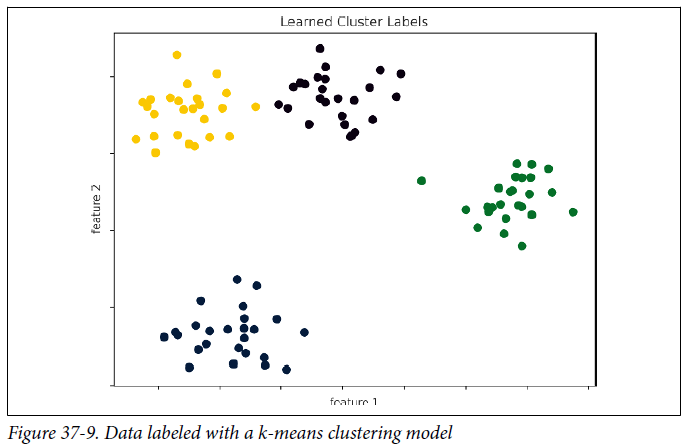 Learned Cluster Labels
feature 2
feature 1
Figure 37-9. Data labeled with a k-means clustering model